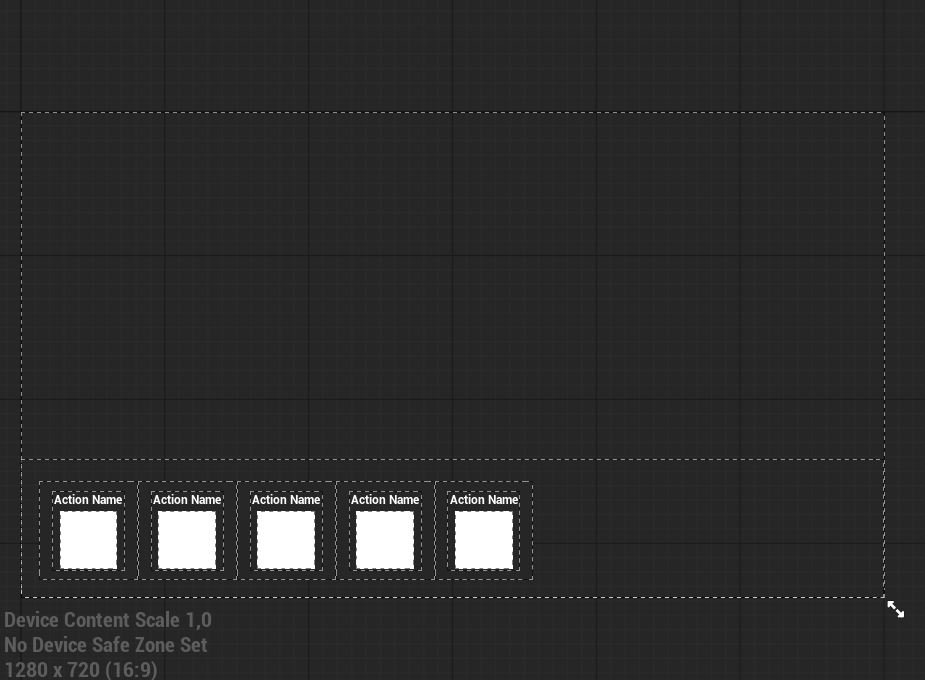 Action Name Action Name Action Name Action Name Action Name
Device Content Scale 1,0
No Device Safe Zone Set
1280 x 720 (16:9)